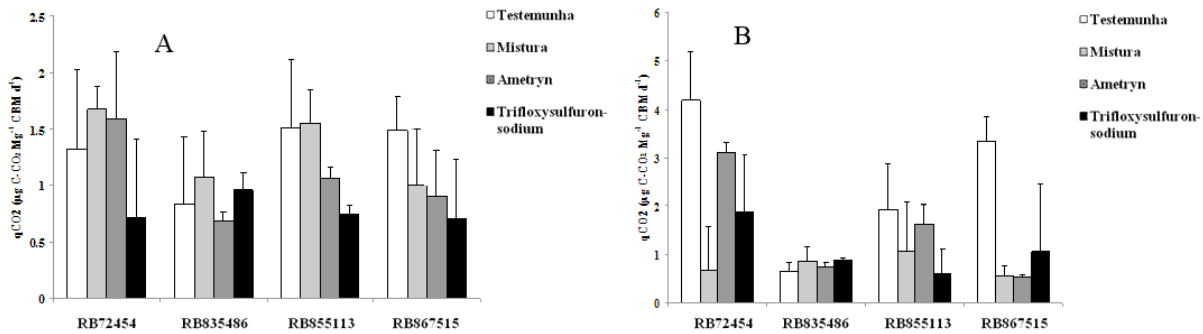 A
qCO2 (µg C-CO₂ Mg⁻¹ CBM d⁻¹)
2.5
2
1.5
1
0.5
0
RB72454 RB835486 RB855113 RB867515
Testemunha
Mistura
Ametryn
Trifloxysulfuron-
sodium
B
qCO2 (µg C-CO₂ Mg⁻¹ CBM d⁻¹)
6
5
4
3
2
1
0
RB72454 RB835486 RB855113 RB867515
Testemunha
Mistura
Ametryn
Trifloxysulfuron-
sodium